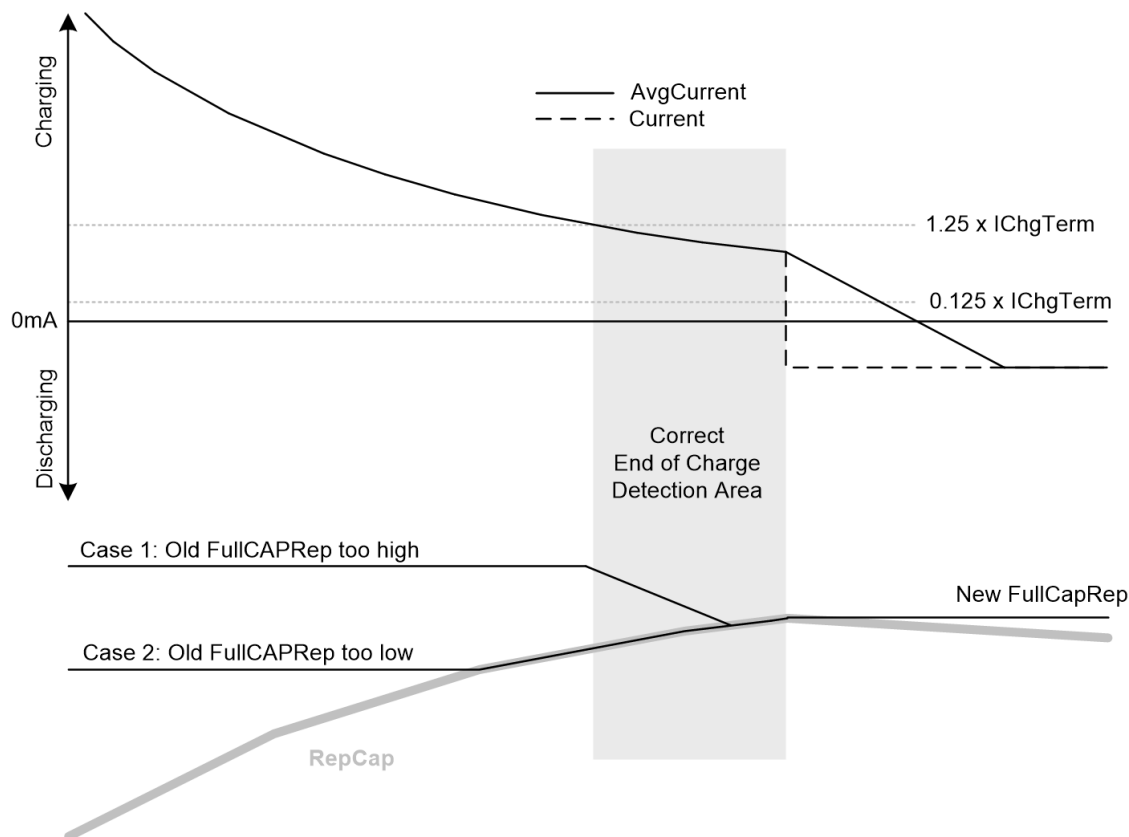 Charging
AvgCurrent
Current
1.25 x IChgTerm
0.125 x IChgTerm
0mA
Discharging
Correct
End of Charge
Detection Area
Case 1: Old FullCAPRep too high
New FullCapRep
Case 2: Old FullCAPRep too low
RepCap